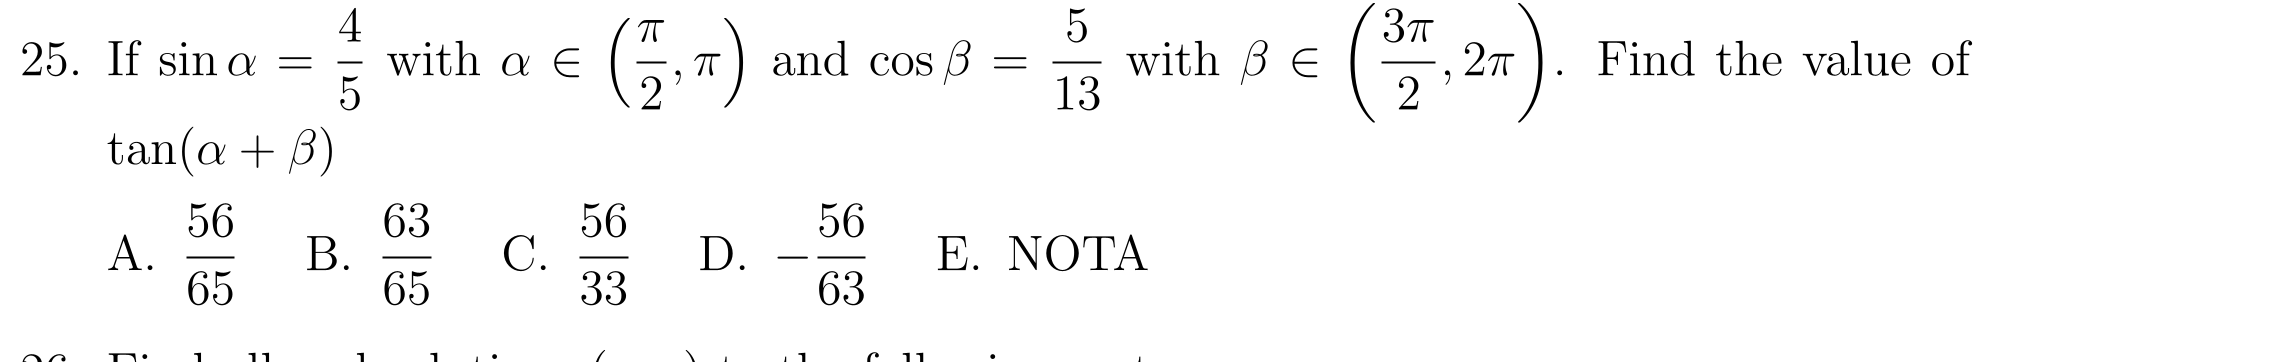 25. If sin α = 4/5 with α ∈ (π/2, π) and cos β = 5/13 with β ∈ (3π/2, 2π). Find the value of
tan(α + β)
A. 56/65 B. 63/65 C. 56/33 D. −56/63 E. NOTA